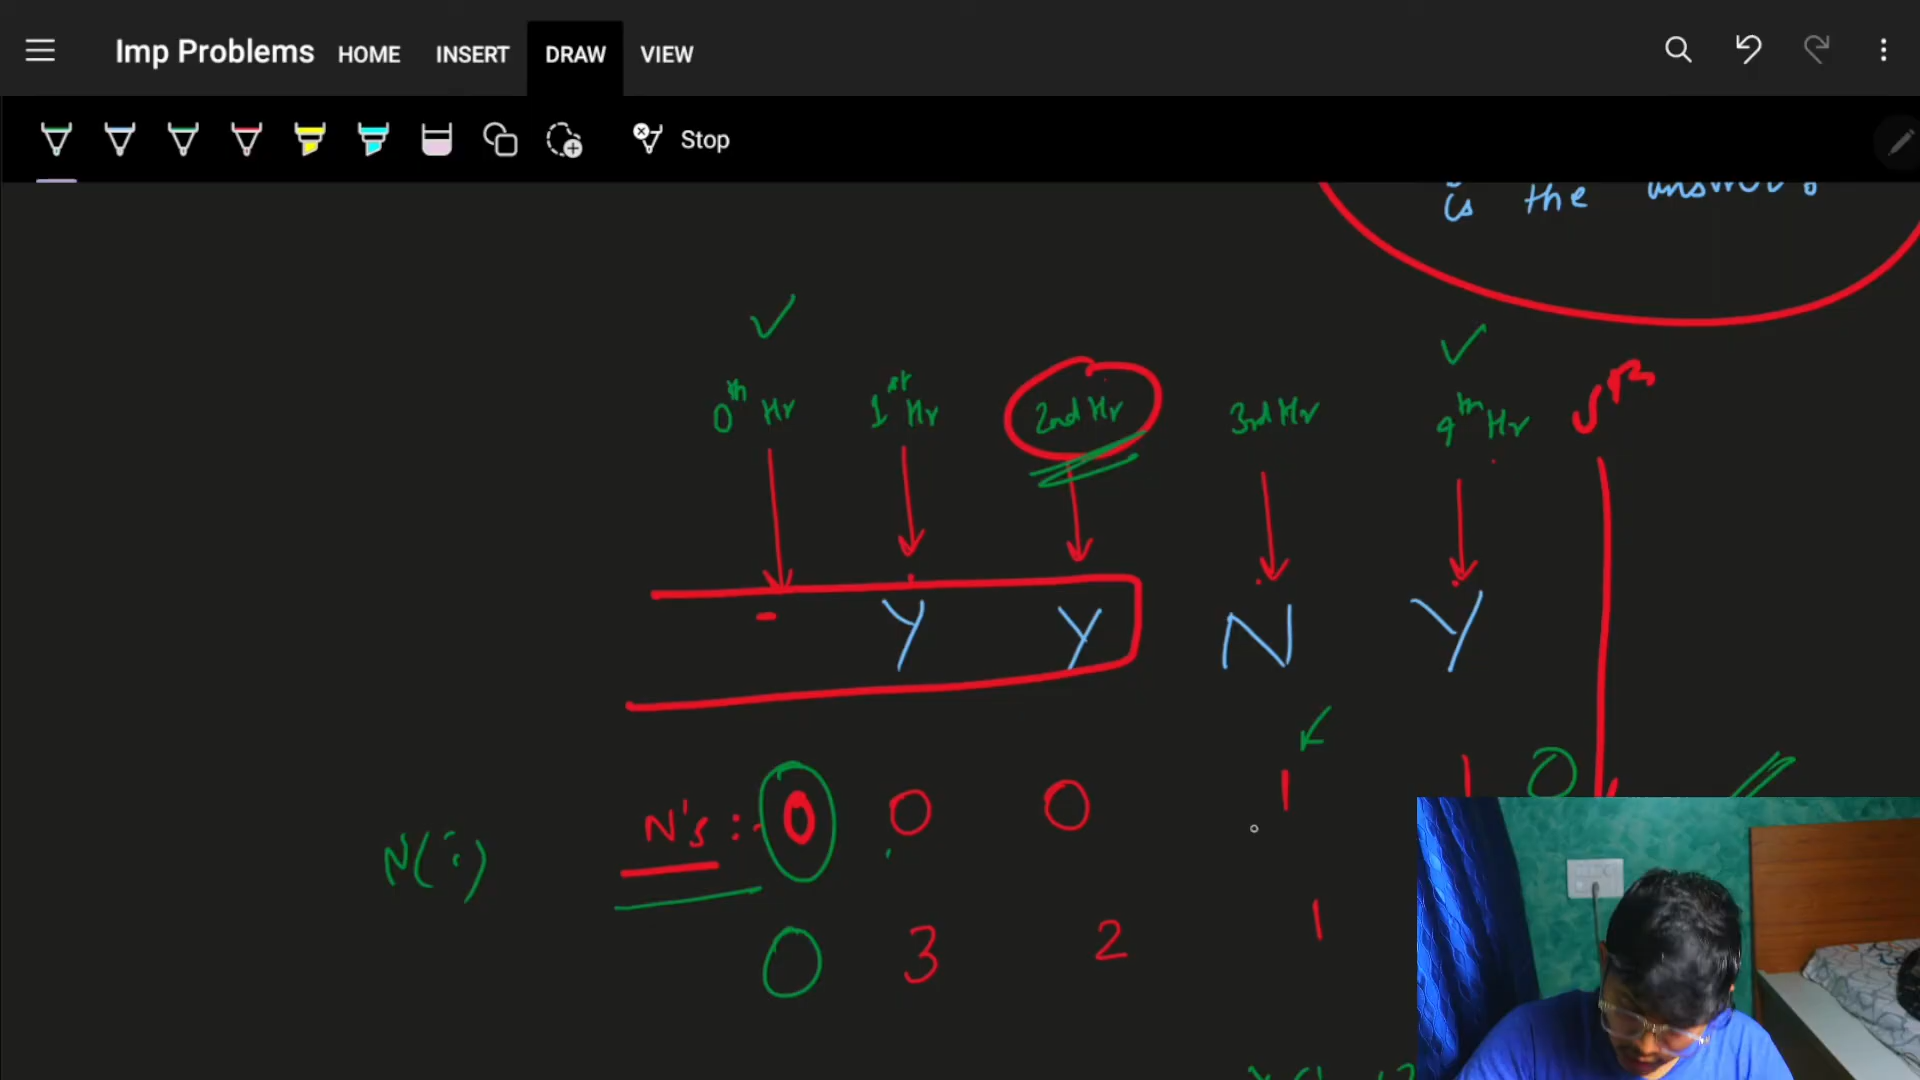 Imp Problems HOME INSERT DRAW VIEW
Stop
is the answer
0th Hr 1st Hr 2nd Hr 3rd Hr 4th Hr
- Y Y N Y
N(i) N's : 0 0 0 1 1 0
0 3 2 1